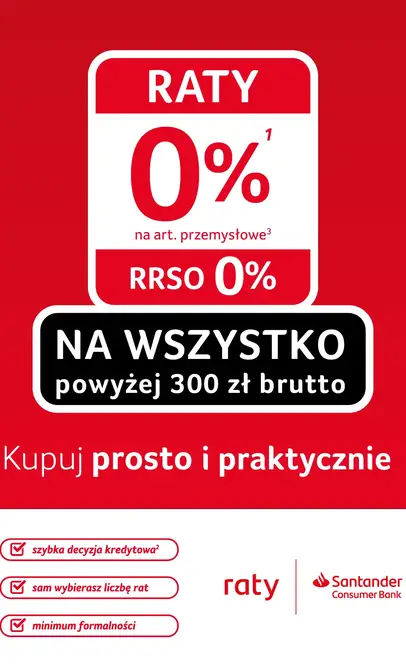 RATY
0%¹
na art. przemysłowe³
RRSO 0%
NA WSZYSTKO
powyżej 300 zł brutto
Kupuj prosto i praktycznie
szybka decyzja kredytowa²
sam wybierasz liczbę rat
minimum formalności
raty
Santander
Consumer Bank